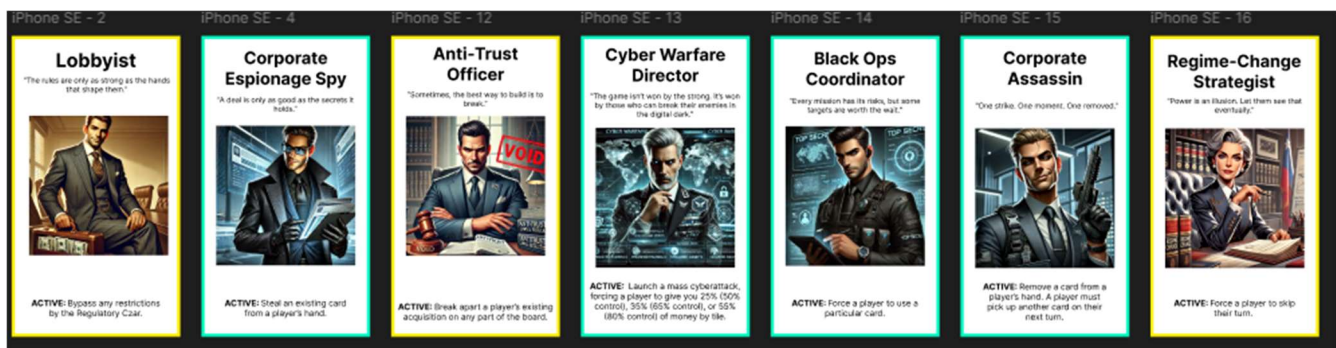 iPhone SE - 2
iPhone SE - 4
iPhone SE - 12
iPhone SE - 13
iPhone SE - 14
iPhone SE - 15
iPhone SE - 16
Lobbyist
"The rules are only as strong as the hands
that shape them."
ACTIVE: Bypass any restrictions
by the Regulatory Czar.
Corporate
Espionage Spy
"A deal is only as good as the secrets it
holds."
ACTIVE: Steal an existing card
from a player's hand.
Anti-Trust
Officer
"Sometimes, the best way to build is to
break."
VOID
ACTIVE: Break apart a player's existing
acquisition on any part of the board.
Cyber Warfare
Director
"The game isn't won by the strong. It's won
by those who can break their enemies in
the digital dark."
CYBER WARFARE
CYBER
ACTIVE: Launch a mass cyberattack,
forcing a player to give you 25% (50%
control), 35% (65% control), or 55%
(80% control) of money by tile.
Black Ops
Coordinator
"Every mission has its risks, but some
targets are worth the wait."
TOP SECRET
TOP SECRET
ACTIVE: Force a player to use a
particular card.
Corporate
Assassin
"One strike. One moment. One removed."
ACTIVE: Remove a card from a
player's hand. A player must
pick up another card on their
next turn.
Regime-Change
Strategist
"Power is an illusion. Let them see that
eventually."
ACTIVE: Force a player to skip
their turn.